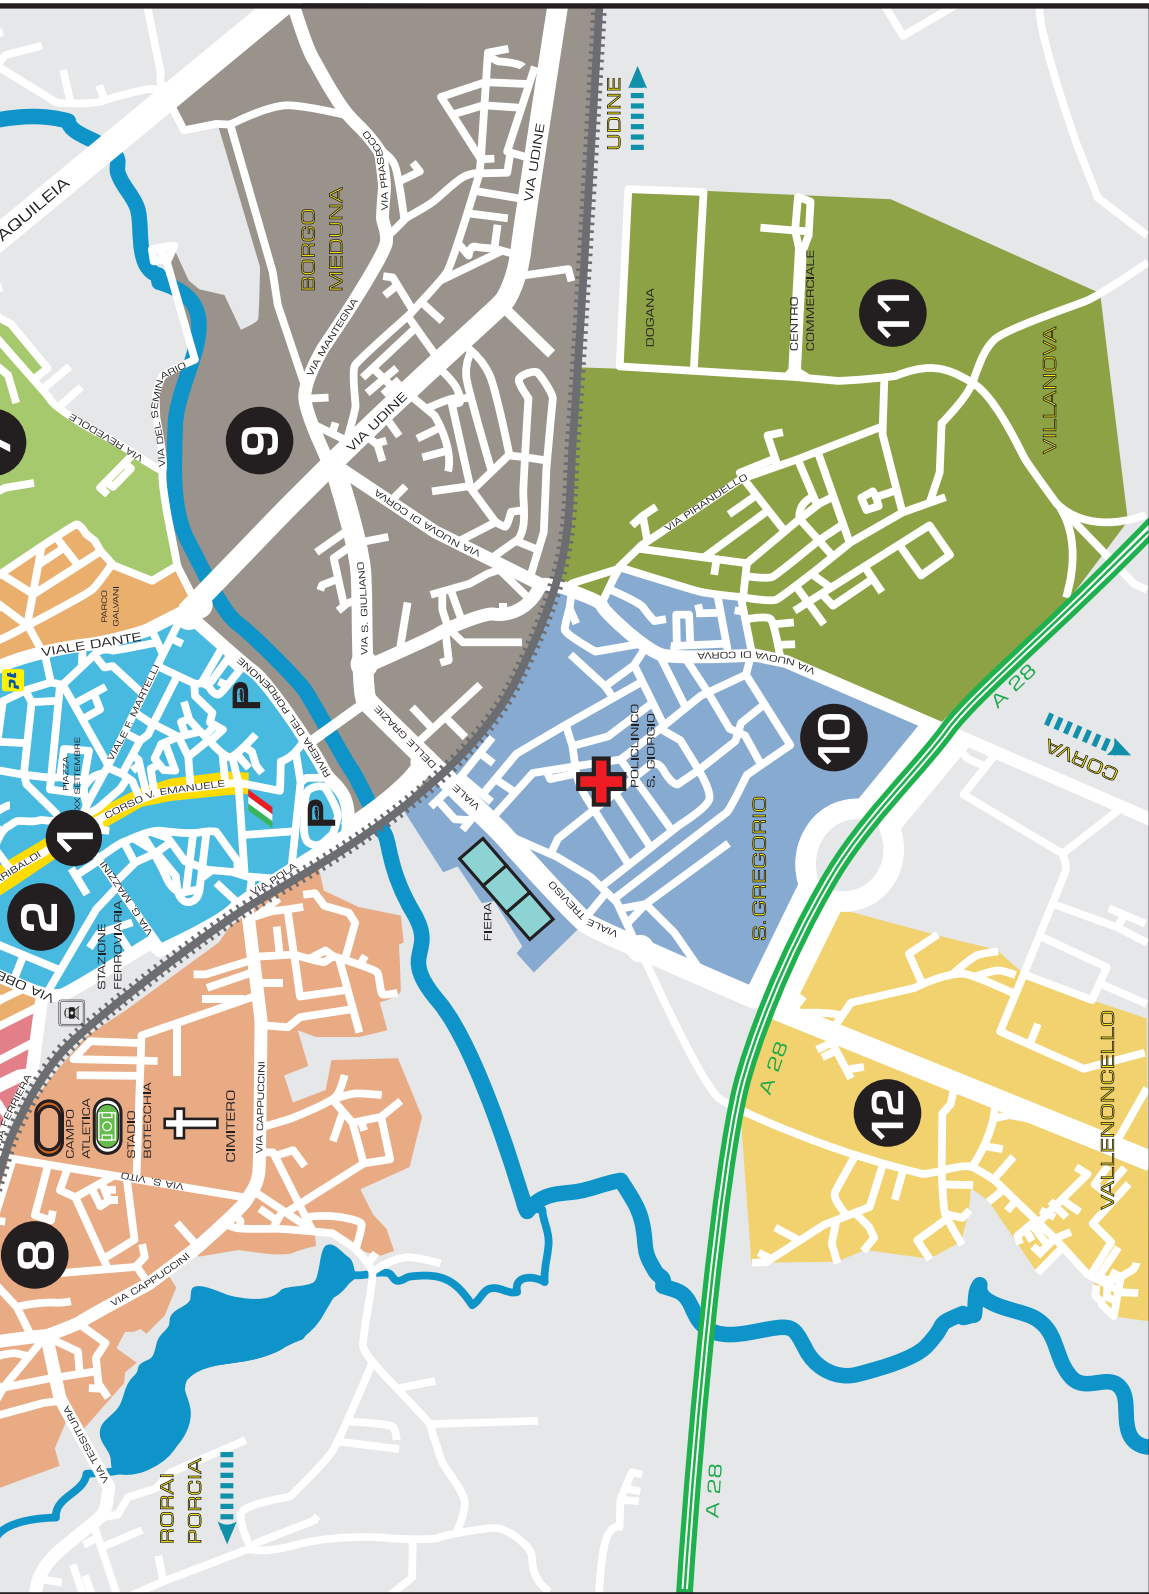 AQUILEIA
VIA PRASECCO
VIA UDINE
UDINE
BORGO
MEDUNA
VIA MANTEGNA
VIA UDINE
DOGANA
CENTRO
COMMERCIALE
11
VILLANOVA
7
VIA REVEDOLE
VIA DEL SEMINARIO
9
VIA NUOVA DI CORVA
VIA PIRANDELLO
PARCO
GALVANI
VIALE DANTE
VIA S. GIULIANO
VIALE F. MARTELLI
RIVIERA DEL PORDENONE
P
P
pt
PIAZZA
XX SETTEMBRE
CORSO V. EMANUELE
1
2
VIA G. MAZZINI
VIA POLA
STAZIONE
FERROVIARIA
DELLE GRAZIE
VIALE
VIALE TREVISO
FIERA
POLICLINICO
S. GIORGIO
VIA NUOVA DI CORVA
10
S. GREGORIO
A 28
CORVA
CAMPO
ATLETICA
STADIO
BOTECCHIA
CIMITERO
VIA CAPPUCCINI
VIA S. VITO
8
VIA CAPPUCCINI
VIA TESSITURA
RORAI
PORCIA
A 28
12
VALLENONCELLO
A 28